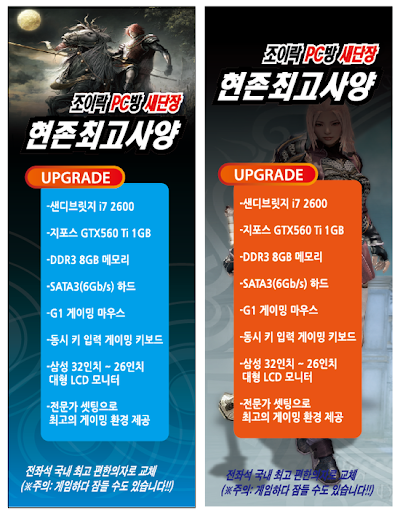 조이락 PC방 새단장
현존최고사양
UPGRADE
-샌디브릿지 i7 2600
-지포스 GTX560 Ti 1GB
-DDR3 8GB 메모리
-SATA3(6Gb/s) 하드
-G1 게이밍 마우스
-동시 키 입력 게이밍 키보드
-삼성 32인치 ~ 26인치
대형 LCD 모니터
-전문가 셋팅으로
최고의 게이밍 환경 제공
전좌석 국내 최고 편한의자로 교체
(※주의: 게임하다 잠들 수도 있습니다!!)
조이락 PC방 새단장
현존최고사양
UPGRADE
-샌디브릿지 i7 2600
-지포스 GTX560 Ti 1GB
-DDR3 8GB 메모리
-SATA3(6Gb/s) 하드
-G1 게이밍 마우스
-동시 키 입력 게이밍 키보드
-삼성 32인치 ~ 26인치
대형 LCD 모니터
-전문가 셋팅으로
최고의 게이밍 환경 제공
전좌석 국내 최고 편한의자로 교체
(※주의: 게임하다 잠들 수도 있습니다!!)